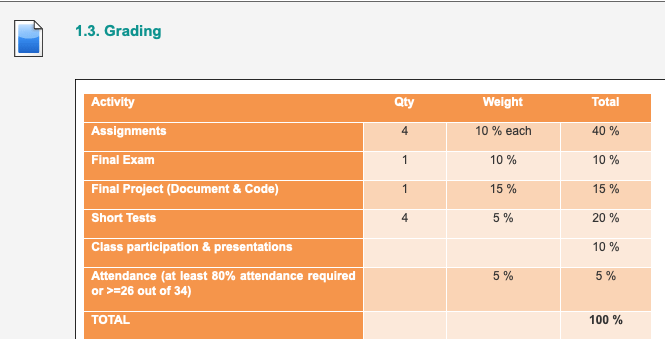 1.3. Grading
Activity Qty Weight Total
Assignments 4 10 % each 40 %
Final Exam 1 10 % 10 %
Final Project (Document & Code) 1 15 % 15 %
Short Tests 4 5 % 20 %
Class participation & presentations 10 %
Attendance (at least 80% attendance required 5 % 5 %
or >=26 out of 34)
TOTAL 100 %